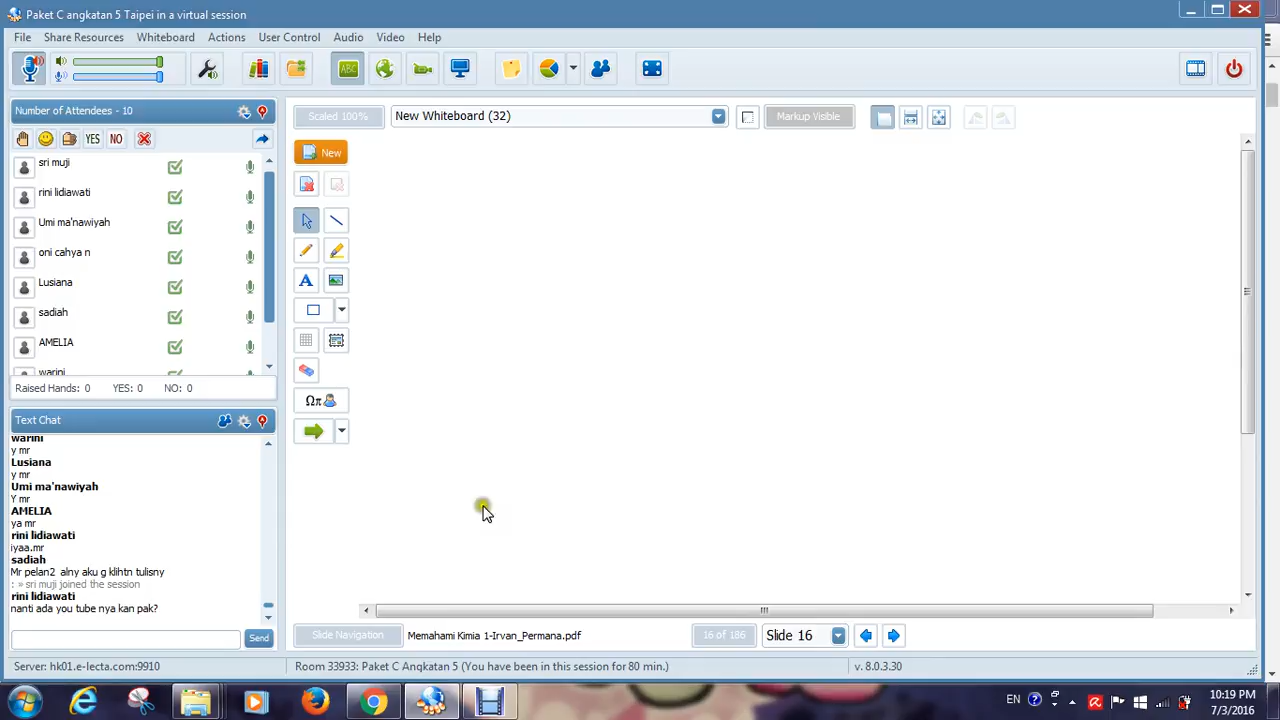 Paket C angkatan 5 Taipei in a virtual session
File Share Resources Whiteboard Actions User Control Audio Video Help
ABC
Number of Attendees - 10
YES NO
sri muji
rini lidiawati
Umi ma'nawiyah
oni cahya n
Lusiana
sadiah
AMELIA
warini
Raised Hands: 0 YES: 0 NO: 0
Text Chat
warini
y mr
Lusiana
y mr
Umi ma'nawiyah
Y mr
AMELIA
ya mr
rini lidiawati
iyaa.mr
sadiah
Mr pelan2 alny aku g klihtn tulisny
: » sri muji joined the session
rini lidiawati
nanti ada you tube nya kan pak?
Send
Scaled 100% New Whiteboard (32) Markup Visible
New
A
Ωπ
Slide Navigation Memahami Kimia 1-Irvan_Permana.pdf 16 of 186 Slide 16
Server: hk01.e-lecta.com:9910 Room 33933: Paket C Angkatan 5 (You have been in this session for 80 min.) v. 8.0.3.30
EN 10:19 PM
7/3/2016